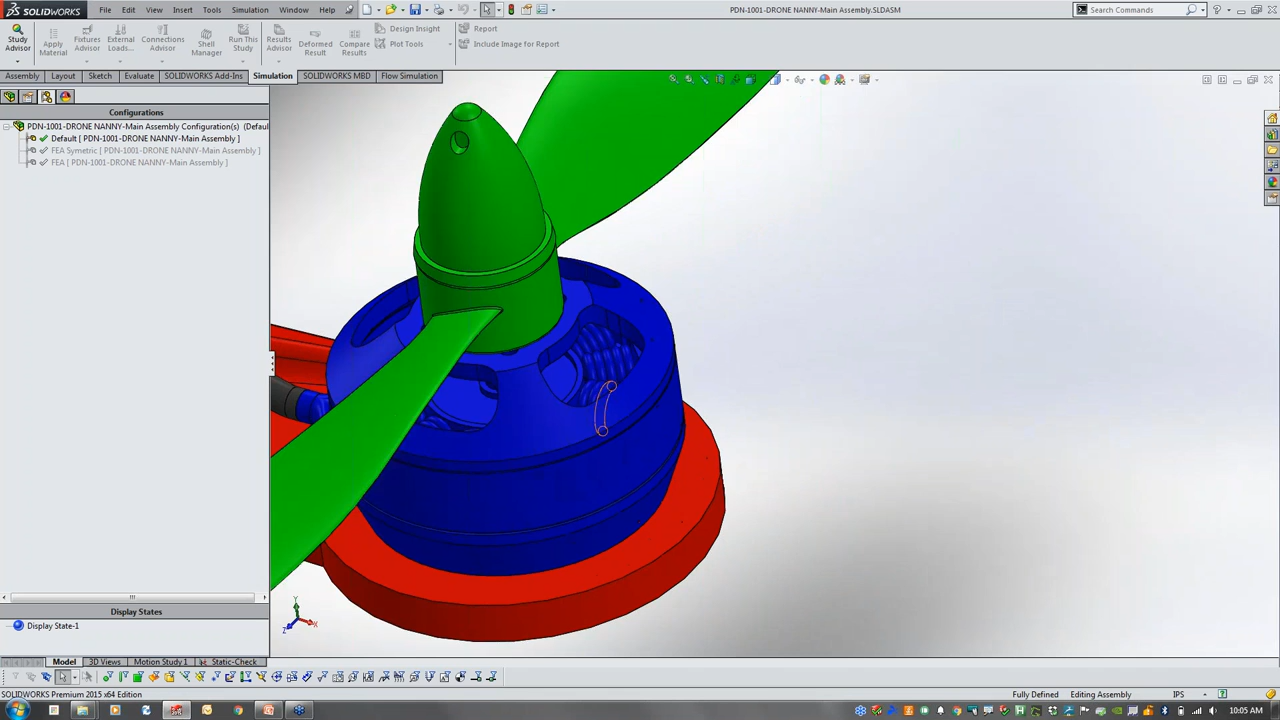 SOLIDWORKS File Edit View Insert Tools Simulation Window Help PDN-1001-DRONE NANNY-Main Assembly.SLDASM Search Commands
Study Advisor
Apply Material
Fixtures Advisor
External Loads...
Connections Advisor
Shell Manager
Run This Study
Results Advisor
Deformed Result
Compare Results
Design Insight
Plot Tools
Report
Include Image for Report
Assembly Layout Sketch Evaluate SOLIDWORKS Add-Ins Simulation SOLIDWORKS MBD Flow Simulation
Configurations
PDN-1001-DRONE NANNY-Main Assembly Configuration(s) (Defaul
Default [ PDN-1001-DRONE NANNY-Main Assembly ]
FEA Symetric [ PDN-1001-DRONE NANNY-Main Assembly ]
FEA [ PDN-1001-DRONE NANNY-Main Assembly ]
Display States
Display State-1
Y
Z X
Model 3D Views Motion Study 1 Static-Check
SOLIDWORKS Premium 2015 x64 Edition Fully Defined Editing Assembly IPS
10:05 AM